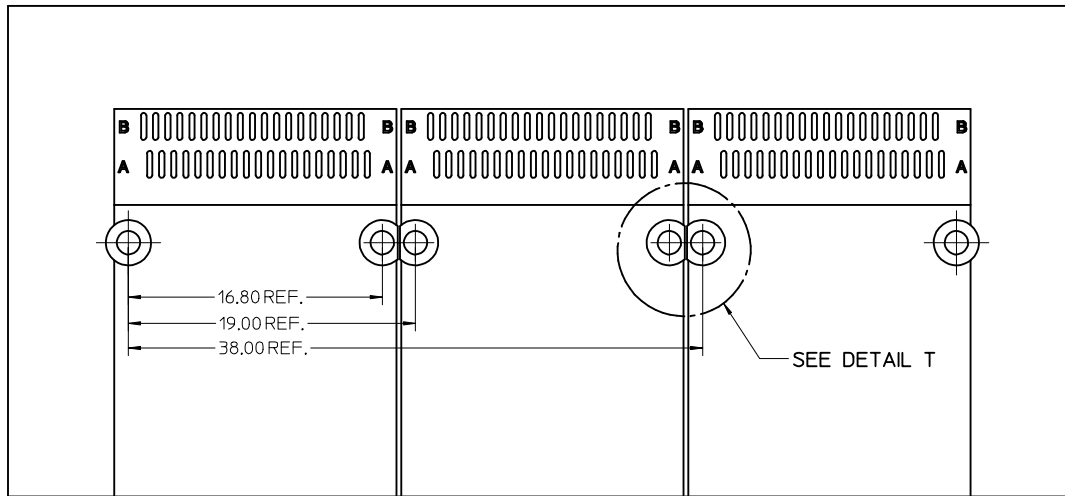 B B B B B B
A A A A A A
16.80 REF.
19.00 REF.
38.00 REF.
SEE DETAIL T